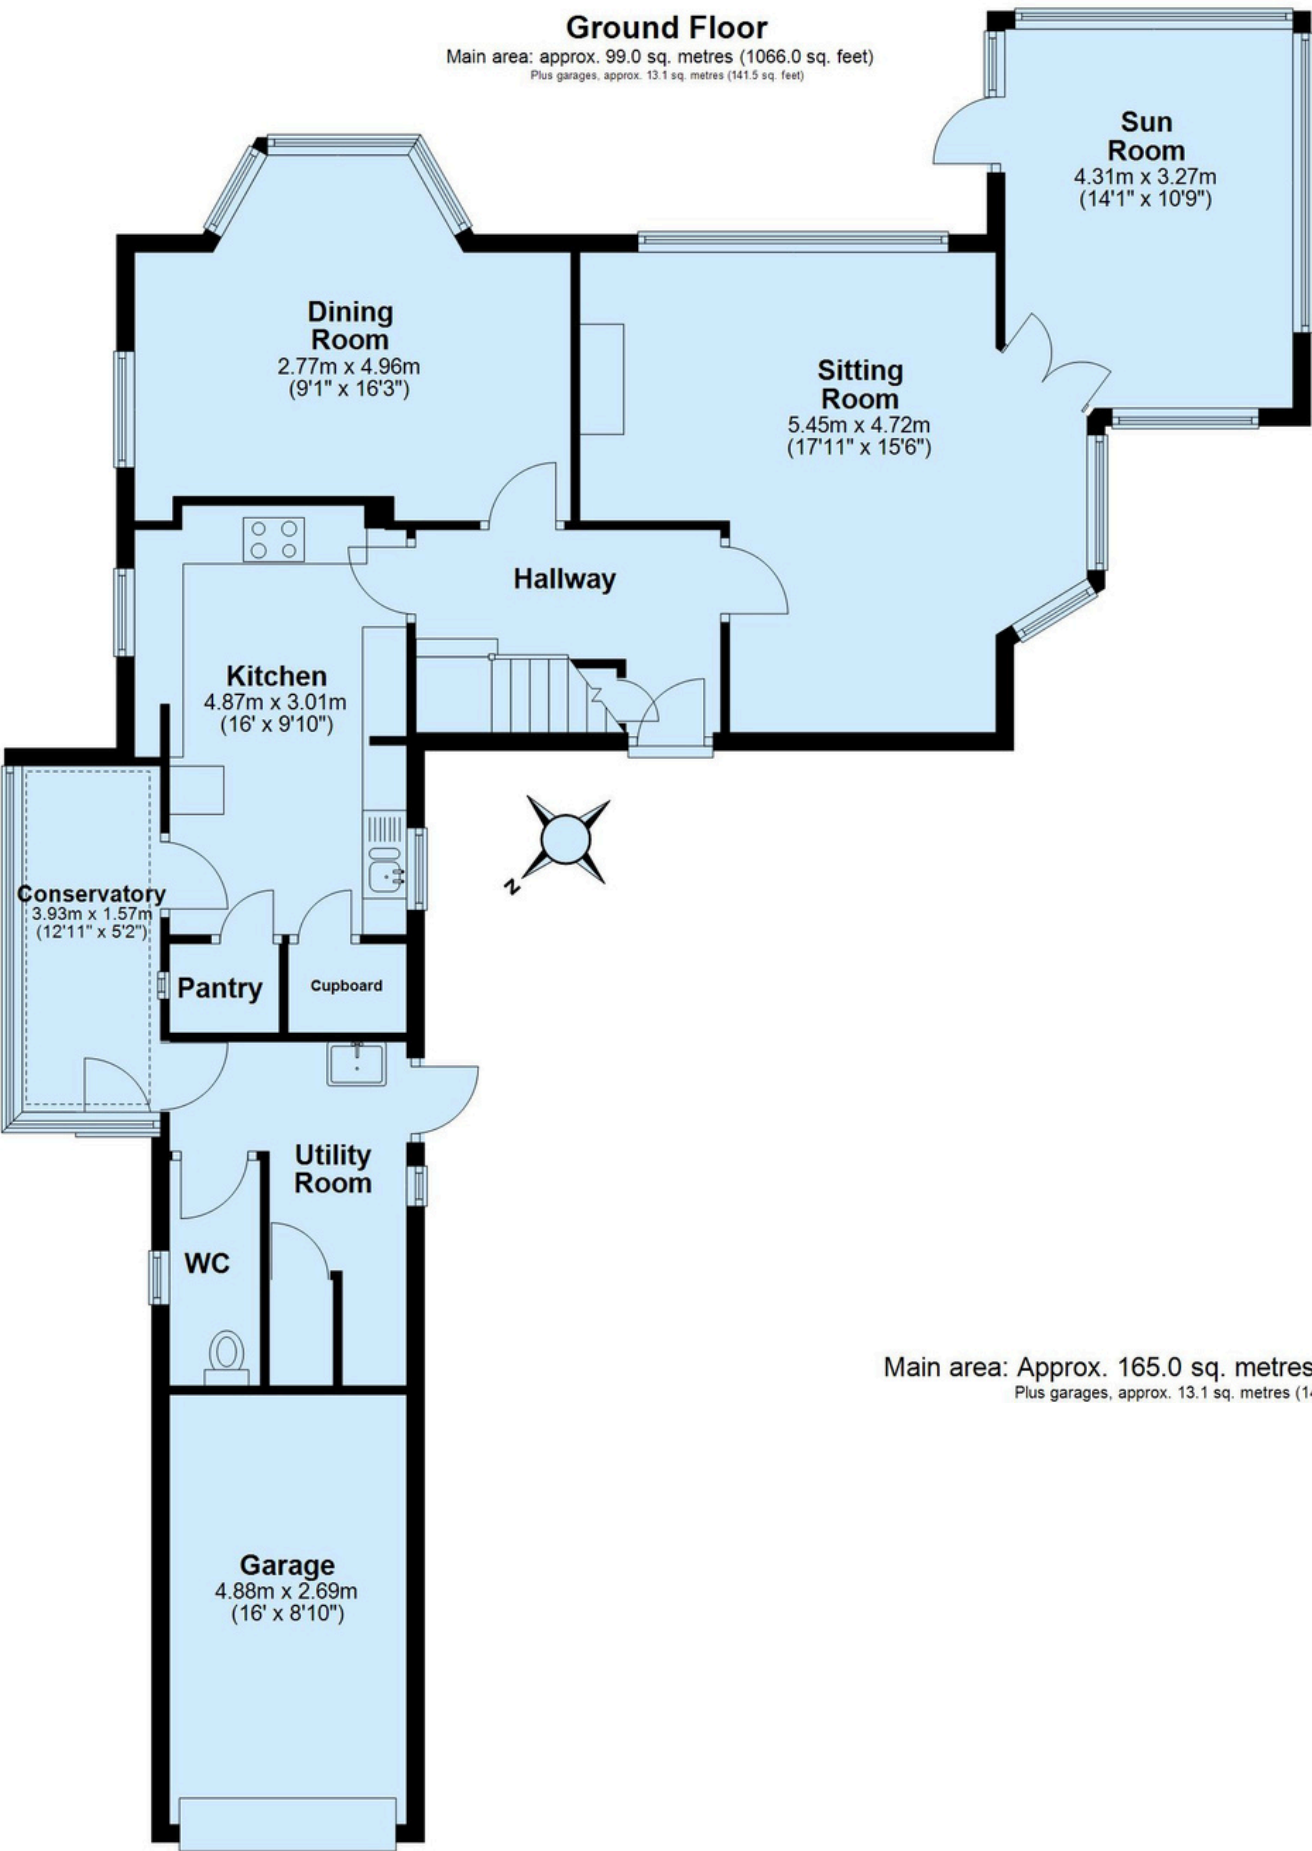 Ground Floor
Main area: approx. 99.0 sq. metres (1066.0 sq. feet)
Plus garages, approx. 13.1 sq. metres (141.5 sq. feet)
Sun
Room
4.31m x 3.27m
(14'1" x 10'9")
Dining
Room
2.77m x 4.96m
(9'1" x 16'3")
Sitting
Room
5.45m x 4.72m
(17'11" x 15'6")
Hallway
Kitchen
4.87m x 3.01m
(16' x 9'10")
N
Conservatory
3.93m x 1.57m
(12'11" x 5'2")
Pantry
Cupboard
Utility
Room
WC
Main area: Approx. 165.0 sq. metres
Plus garages, approx. 13.1 sq. metres (14
Garage
4.88m x 2.69m
(16' x 8'10")